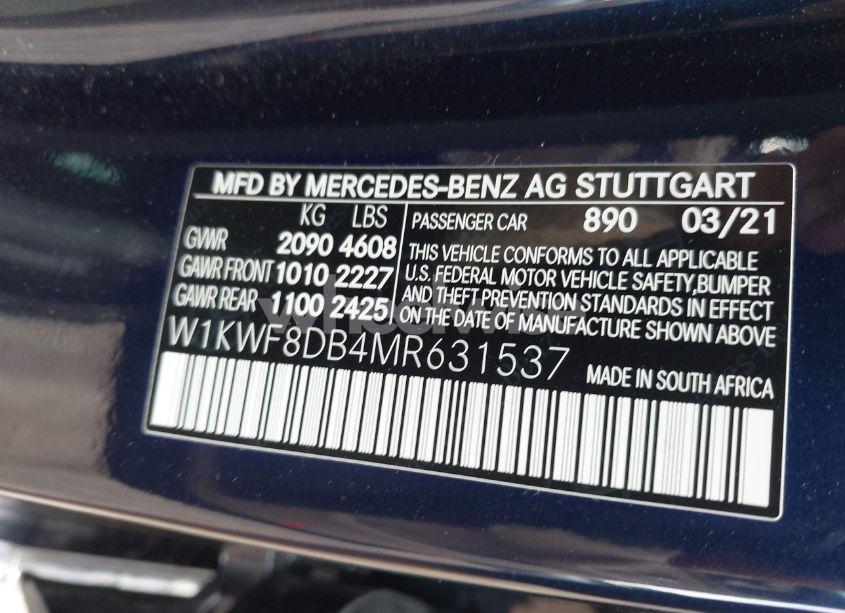 MFD BY MERCEDES-BENZ AG STUTTGART
KG LBS
GVWR 2090 4608
GAWR FRONT 1010 2227
GAWR REAR 1100 2425
PASSENGER CAR 890 03/21
THIS VEHICLE CONFORMS TO ALL APPLICABLE
U.S. FEDERAL MOTOR VEHICLE SAFETY,BUMPER
AND THEFT PREVENTION STANDARDS IN EFFECT
ON THE DATE OF MANUFACTURE SHOWN ABOVE
W1KWF8DB4MR631537
MADE IN SOUTH AFRICA